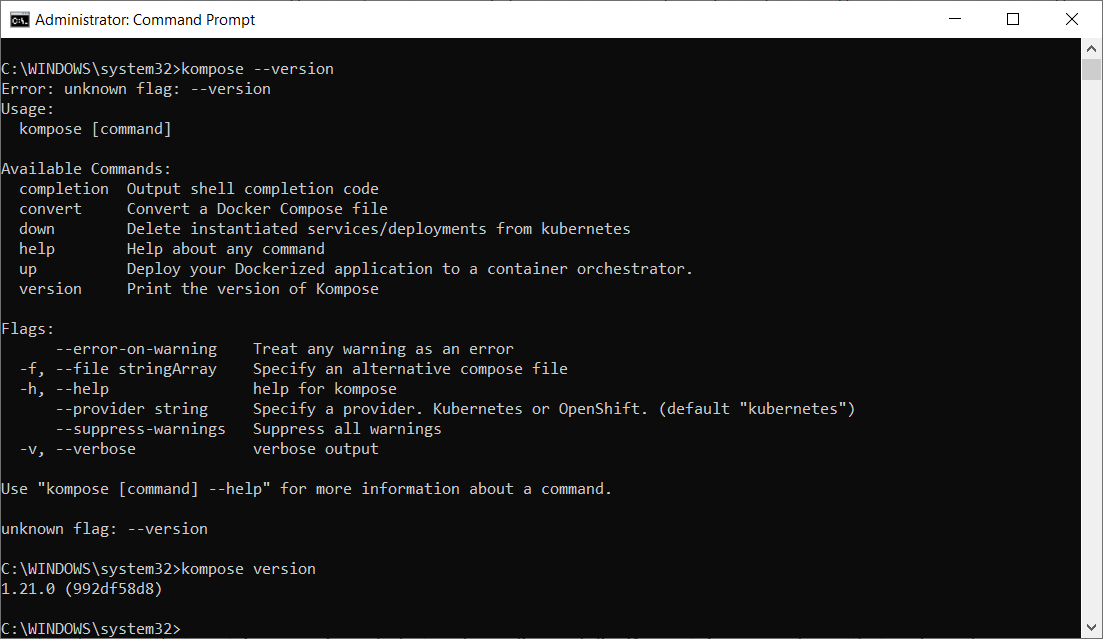 Administrator: Command Prompt
C:\WINDOWS\system32>kompose --version
Error: unknown flag: --version
Usage:
  kompose [command]

Available Commands:
  completion  Output shell completion code
  convert     Convert a Docker Compose file
  down        Delete instantiated services/deployments from kubernetes
  help        Help about any command
  up          Deploy your Dockerized application to a container orchestrator.
  version     Print the version of Kompose

Flags:
      --error-on-warning    Treat any warning as an error
  -f, --file stringArray    Specify an alternative compose file
  -h, --help                help for kompose
      --provider string     Specify a provider. Kubernetes or OpenShift. (default "kubernetes")
      --suppress-warnings   Suppress all warnings
  -v, --verbose             verbose output

Use "kompose [command] --help" for more information about a command.

unknown flag: --version

C:\WINDOWS\system32>kompose version
1.21.0 (992df58d8)

C:\WINDOWS\system32>